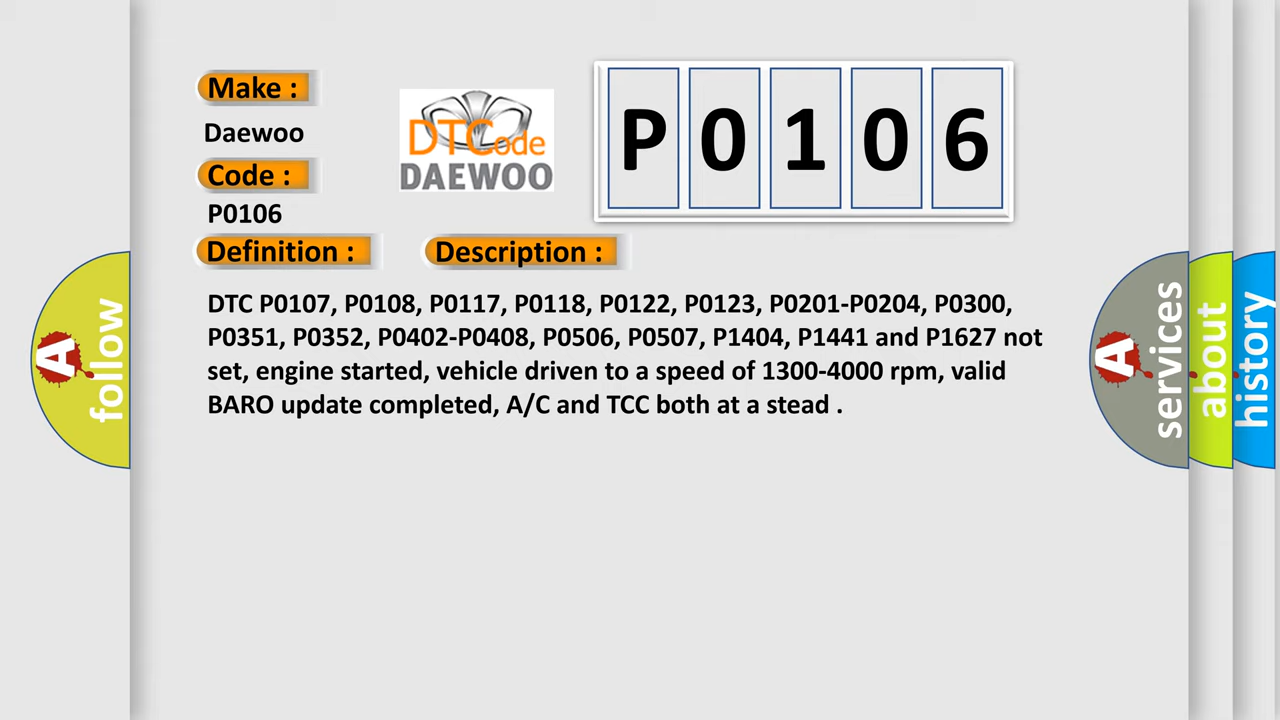 Make :
Daewoo
Code :
P0106
DTCode
DAEWOO
P0106
Definition :
Description :
DTC P0107, P0108, P0117, P0118, P0122, P0123, P0201-P0204, P0300,
P0351, P0352, P0402-P0408, P0506, P0507, P1404, P1441 and P1627 not
set, engine started, vehicle driven to a speed of 1300-4000 rpm, valid
BARO update completed, A/C and TCC both at a stead .
A
follow
A
services
about
history